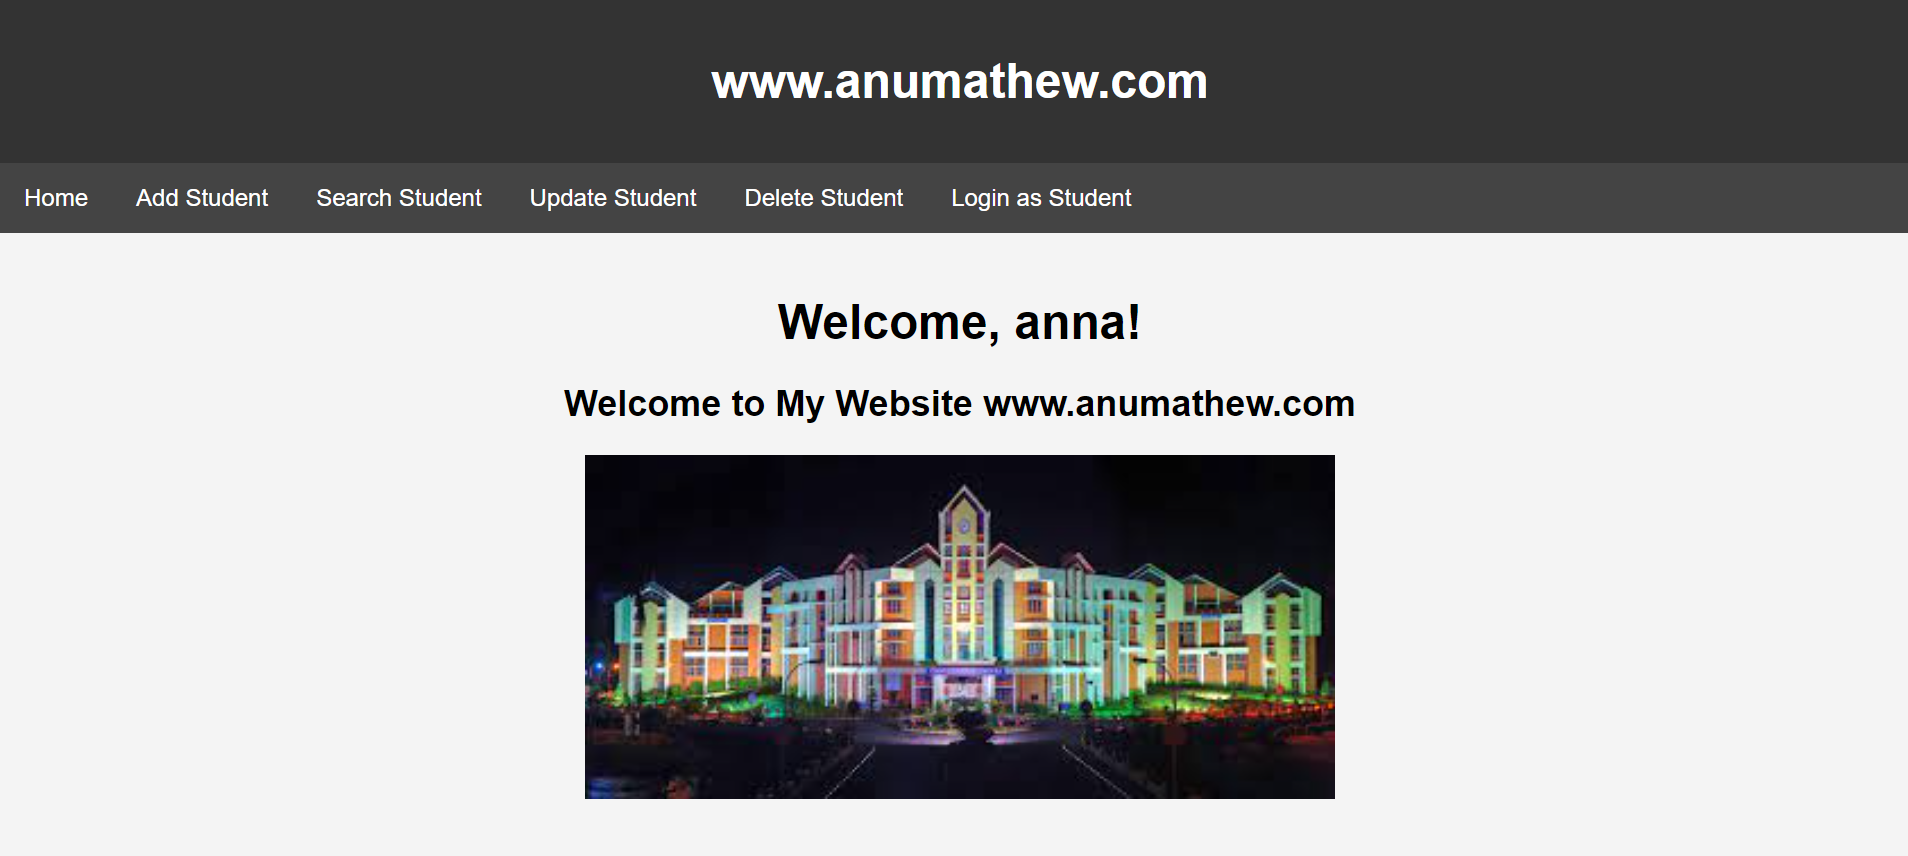 www.anumathew.com
Home Add Student Search Student Update Student Delete Student Login as Student
Welcome, anna!
Welcome to My Website www.anumathew.com